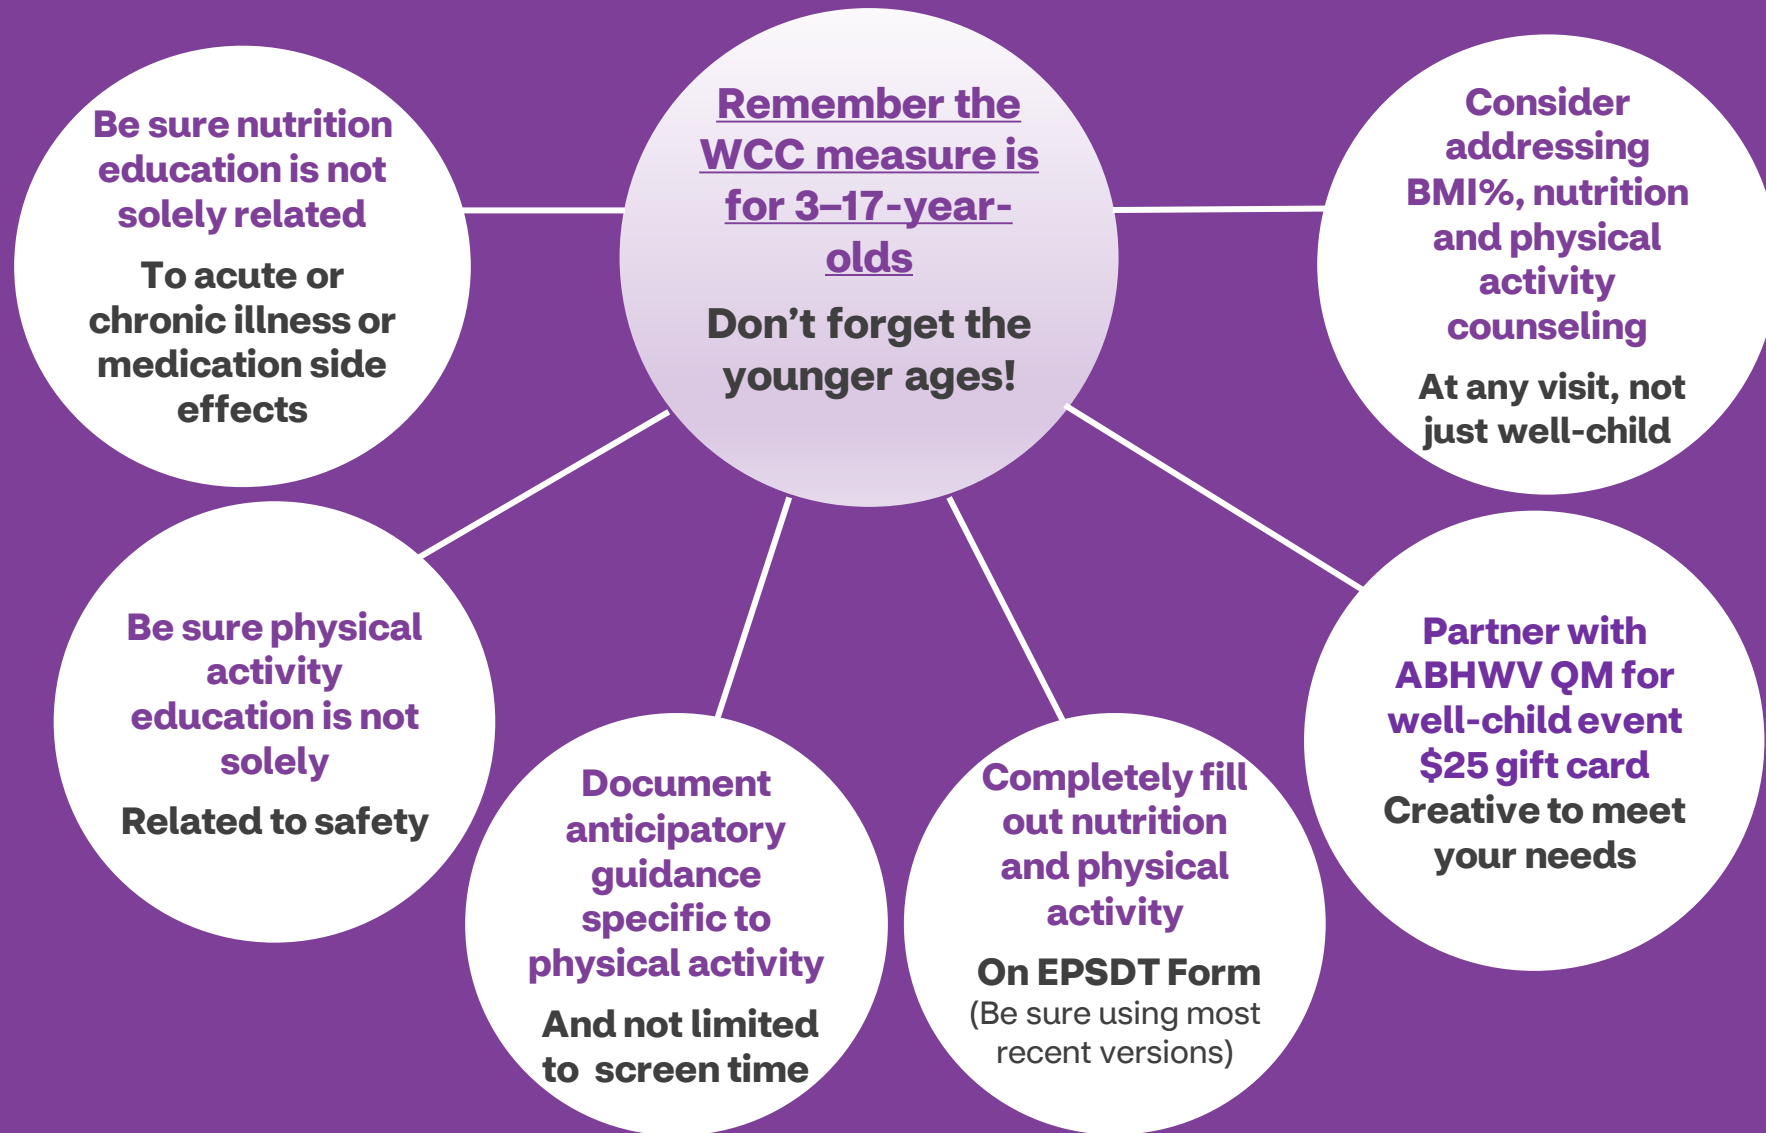 Remember the
WCC measure is
for 3–17-year-
olds
Don’t forget the
younger ages!
Be sure nutrition
education is not
solely related
To acute or
chronic illness or
medication side
effects
Be sure physical
activity
education is not
solely
Related to safety
Document
anticipatory
guidance
specific to
physical activity
And not limited
to screen time
Completely fill
out nutrition
and physical
activity
On EPSDT Form
(Be sure using most
recent versions)
Partner with
ABHWV QM for
well-child event
$25 gift card
Creative to meet
your needs
Consider
addressing
BMI%, nutrition
and physical
activity
counseling
At any visit, not
just well-child